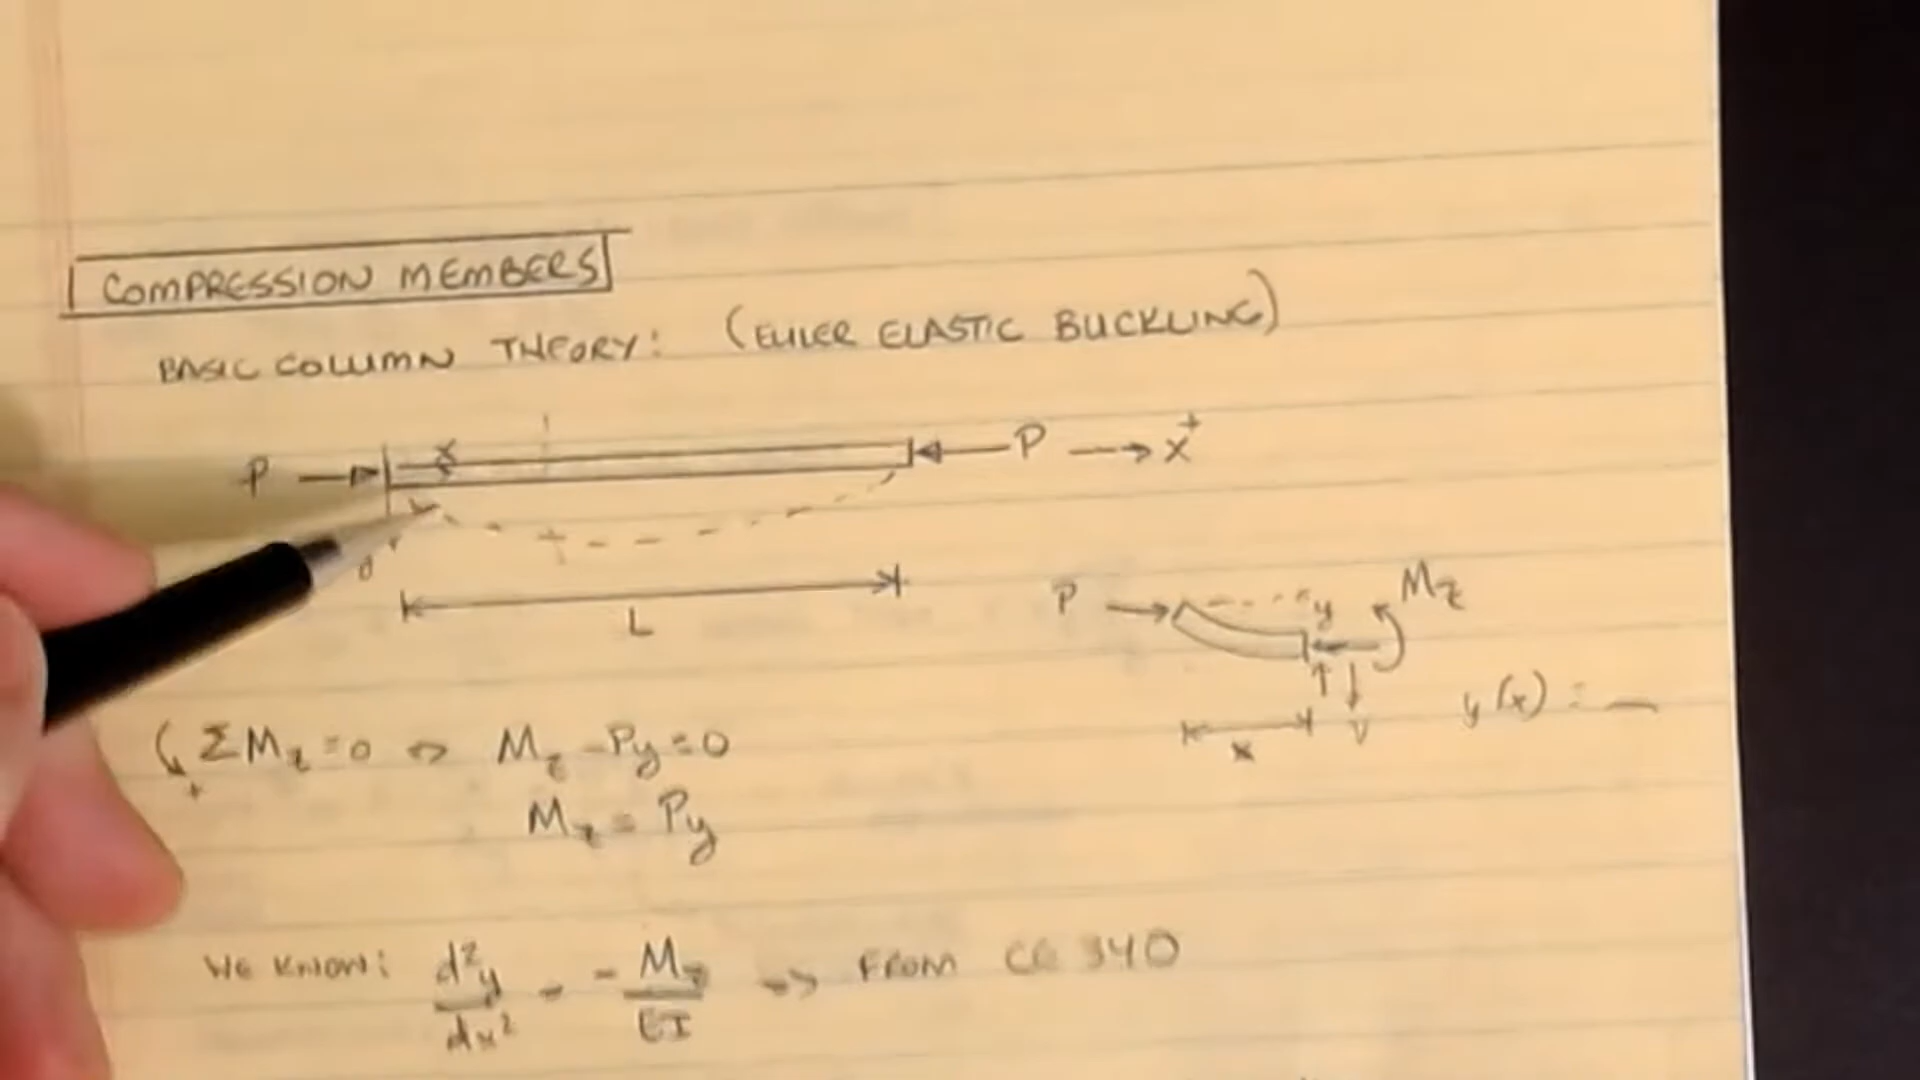 COMPRESSION MEMBERS
BASIC COLUMN THEORY: (EULER ELASTIC BUCKLING)
P x P x+
L
P y Mz
x V y(x) =
ΣMz = 0 => Mz - Py = 0
+
Mz = Py
We know: d²y/dx² = - Mz/EI => FROM CE 340